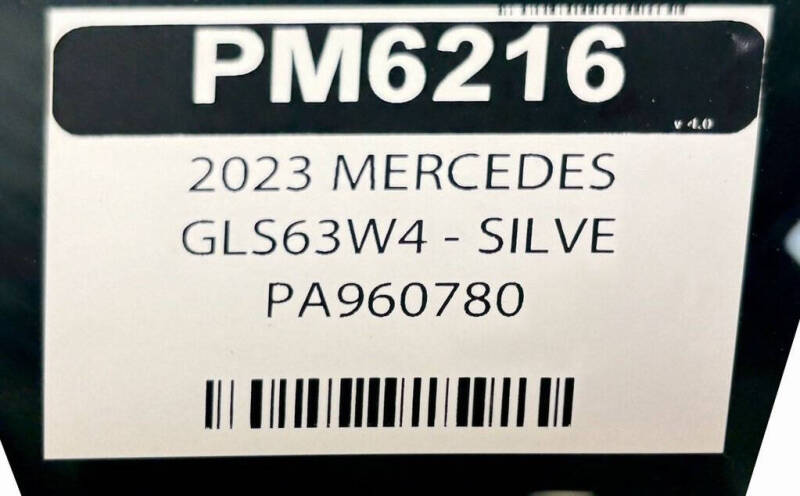 PM6216
v 4.0
2023 MERCEDES
GLS63W4 - SILVE
PA960780